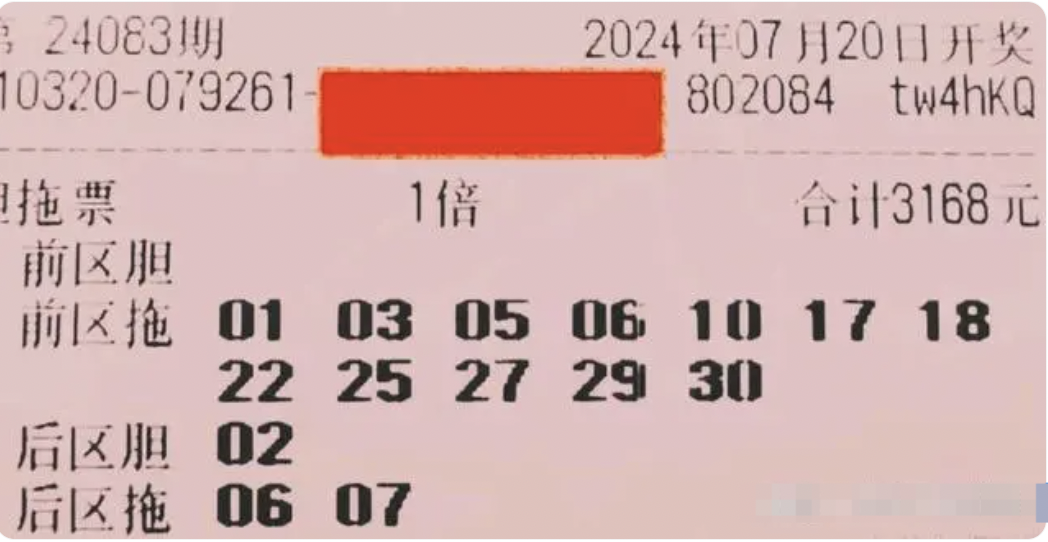 24083期 2024年07月20日开奖
10320-079261- 802084 tw4hKQ
胆拖票 1倍 合计3168元
前区胆
前区拖 01 03 05 06 10 17 18
22 25 27 29 30
后区胆 02
后区拖 06 07